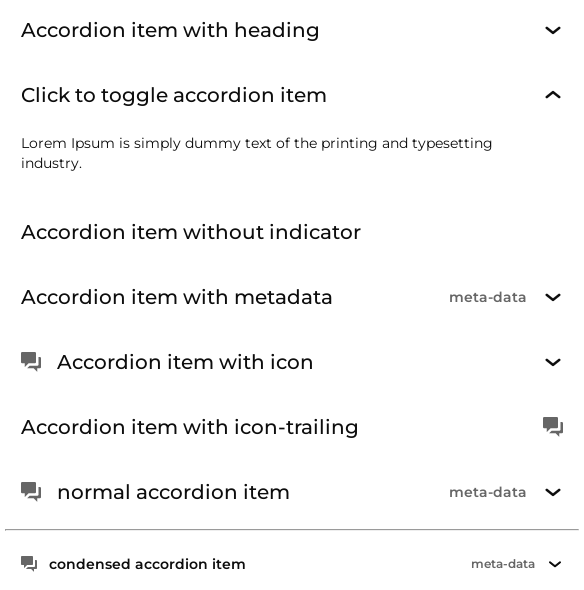 Accordion item with heading
Click to toggle accordion item
Lorem Ipsum is simply dummy text of the printing and typesetting
industry.
Accordion item without indicator
Accordion item with metadata meta-data
Accordion item with icon
Accordion item with icon-trailing
normal accordion item meta-data
condensed accordion item meta-data